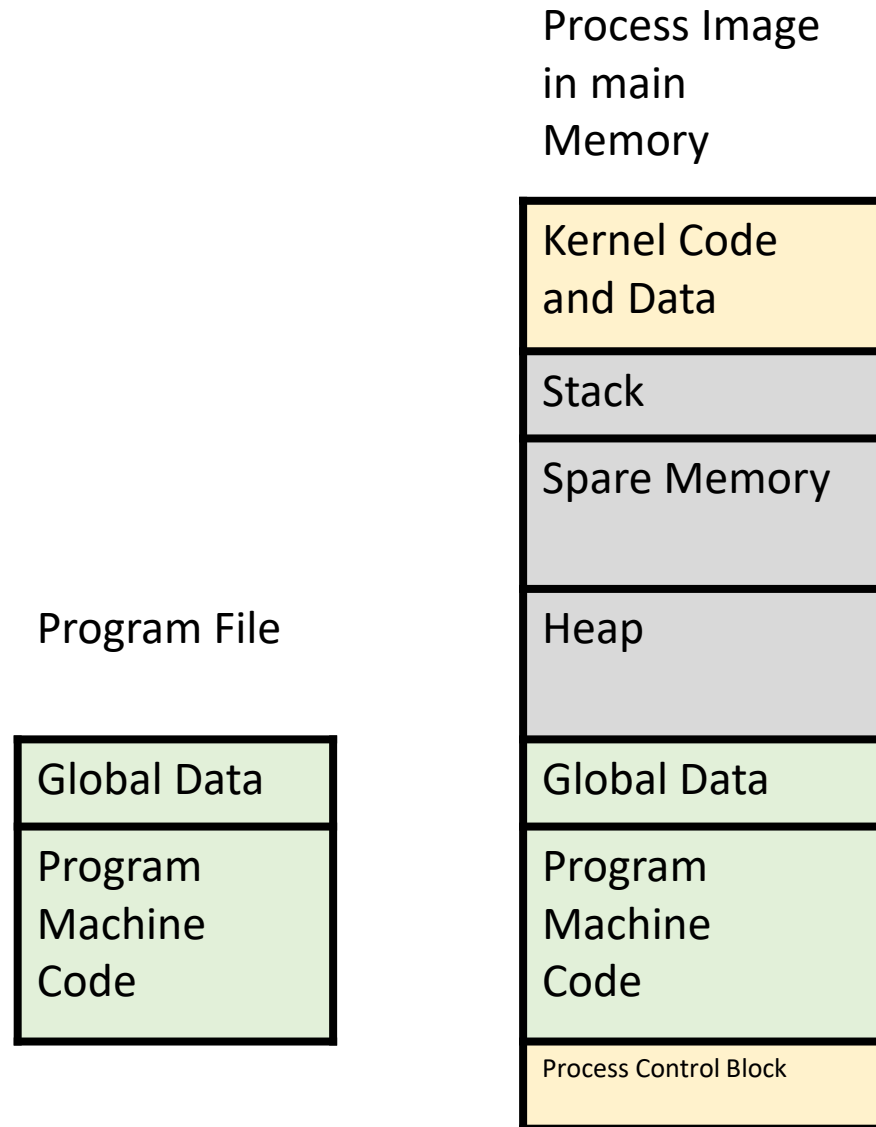 Process Image
in main
Memory
Kernel Code
and Data
Stack
Spare Memory
Program File
Heap
Global Data
Global Data
Program
Machine
Code
Program
Machine
Code
Process Control Block